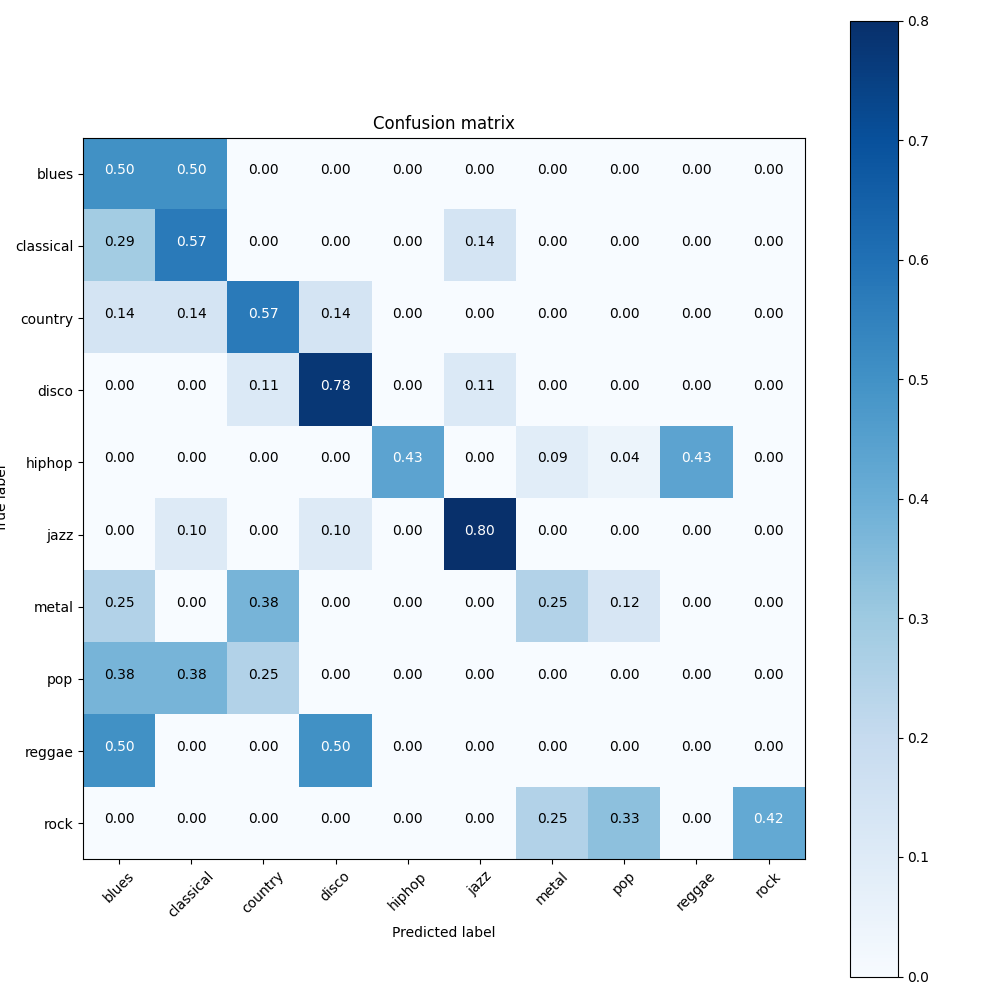 Confusion matrix
blues 0.50 0.50 0.00 0.00 0.00 0.00 0.00 0.00 0.00 0.00
classical 0.29 0.57 0.00 0.00 0.00 0.14 0.00 0.00 0.00 0.00
country 0.14 0.14 0.57 0.14 0.00 0.00 0.00 0.00 0.00 0.00
disco 0.00 0.00 0.11 0.78 0.00 0.11 0.00 0.00 0.00 0.00
hiphop 0.00 0.00 0.00 0.00 0.43 0.00 0.09 0.04 0.43 0.00
jazz 0.00 0.10 0.00 0.10 0.00 0.80 0.00 0.00 0.00 0.00
metal 0.25 0.00 0.38 0.00 0.00 0.00 0.25 0.12 0.00 0.00
pop 0.38 0.38 0.25 0.00 0.00 0.00 0.00 0.00 0.00 0.00
reggae 0.50 0.00 0.00 0.50 0.00 0.00 0.00 0.00 0.00 0.00
rock 0.00 0.00 0.00 0.00 0.00 0.00 0.25 0.33 0.00 0.42
blues classical country disco hiphop jazz metal pop reggae rock
Predicted label
label
0.8
0.7
0.6
0.5
0.4
0.3
0.2
0.1
0.0